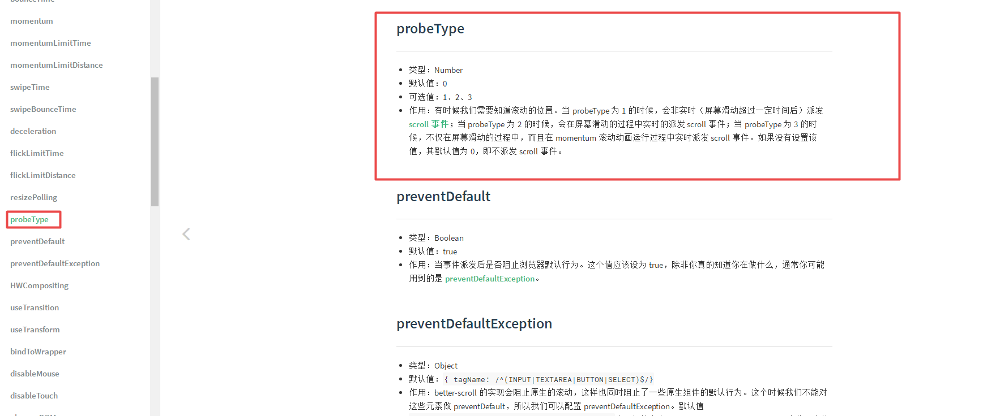 bounceTime
momentum
momentumLimitTime
momentumLimitDistance
swipeTime
swipeBounceTime
deceleration
flickLimitTime
flickLimitDistance
resizePolling
probeType
preventDefault
preventDefaultException
HWCompositing
useTransition
useTransform
bindToWrapper
disableMouse
disableTouch
probeType
类型：Number
默认值：0
可选值：1、2、3
作用：有时候我们需要知道滚动的位置。当 probeType 为 1 的时候，会非实时（屏幕滑动超过一定时间后）派发
scroll 事件；当 probeType 为 2 的时候，会在屏幕滑动的过程中实时的派发 scroll 事件；当 probeType 为 3 的时
候，不仅在屏幕滑动的过程中，而且在 momentum 滚动动画运行过程中实时派发 scroll 事件。如果没有设置该
值，其默认值为 0，即不派发 scroll 事件。
preventDefault
类型：Boolean
默认值：true
作用：当事件派发后是否阻止浏览器默认行为。这个值应该设为 true，除非你真的知道你在做什么，通常你可能
用到的是 preventDefaultException。
preventDefaultException
类型：Object
默认值：{ tagName: /^(INPUT|TEXTAREA|BUTTON|SELECT)$/}
作用：better-scroll 的实现会阻止原生的滚动，这样也同时阻止了一些原生组件的默认行为。这个时候我们不能对
这些元素做 preventDefault，所以我们可以配置 preventDefaultException。默认值